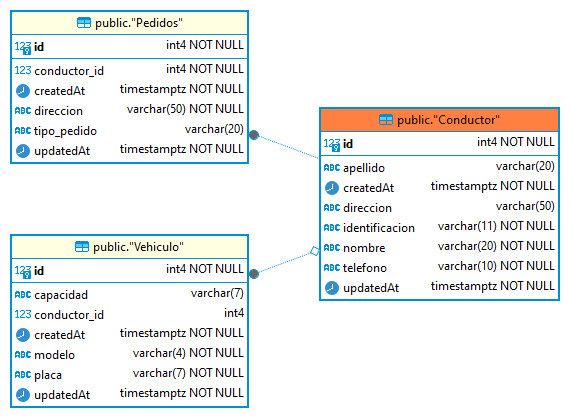 public."Pedidos"
123 id int4 NOT NULL
123 conductor_id int4 NOT NULL
createdAt timestamptz NOT NULL
ABC direccion varchar(50) NOT NULL
ABC tipo_pedido varchar(20)
updatedAt timestamptz NOT NULL
public."Conductor"
123 id int4 NOT NULL
ABC apellido varchar(20)
createdAt timestamptz NOT NULL
ABC direccion varchar(50)
ABC identificacion varchar(11) NOT NULL
ABC nombre varchar(20) NOT NULL
ABC telefono varchar(10) NOT NULL
updatedAt timestamptz NOT NULL
public."Vehiculo"
123 id int4 NOT NULL
ABC capacidad varchar(7)
123 conductor_id int4
createdAt timestamptz NOT NULL
ABC modelo varchar(4) NOT NULL
ABC placa varchar(7) NOT NULL
updatedAt timestamptz NOT NULL